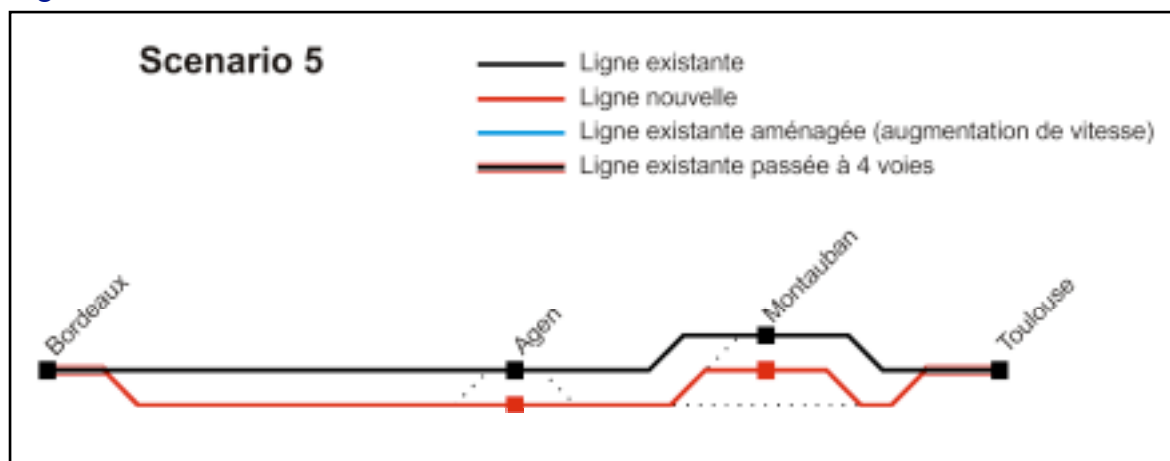 Scenario 5
Ligne existante
Ligne nouvelle
Ligne existante aménagée (augmentation de vitesse)
Ligne existante passée à 4 voies
Bordeaux
Agen
Montauban
Toulouse